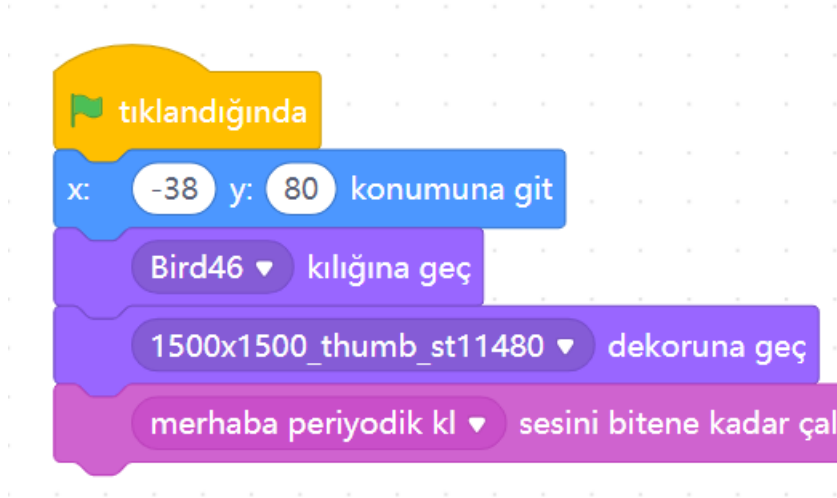 tıklandığında
x: -38 y: 80 konumuna git
Bird46 kılığına geç
1500x1500_thumb_st11480 dekoruna geç
merhaba periyodik kl sesini bitene kadar çal